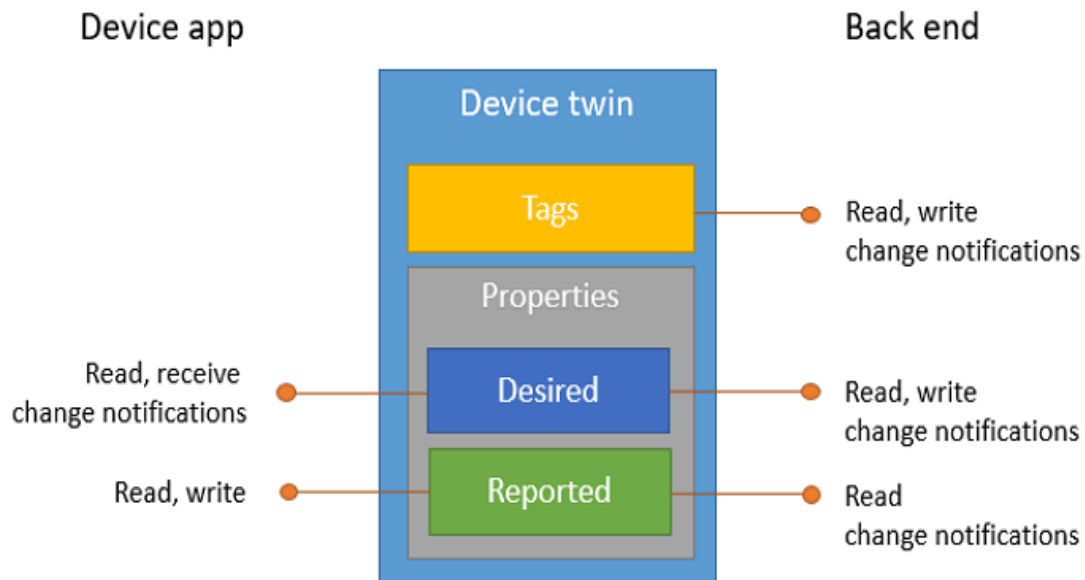 Device app
Back end
Device twin
Tags
Read, write
change notifications
Properties
Read, receive
change notifications
Desired
Read, write
change notifications
Read, write
Reported
Read
change notifications